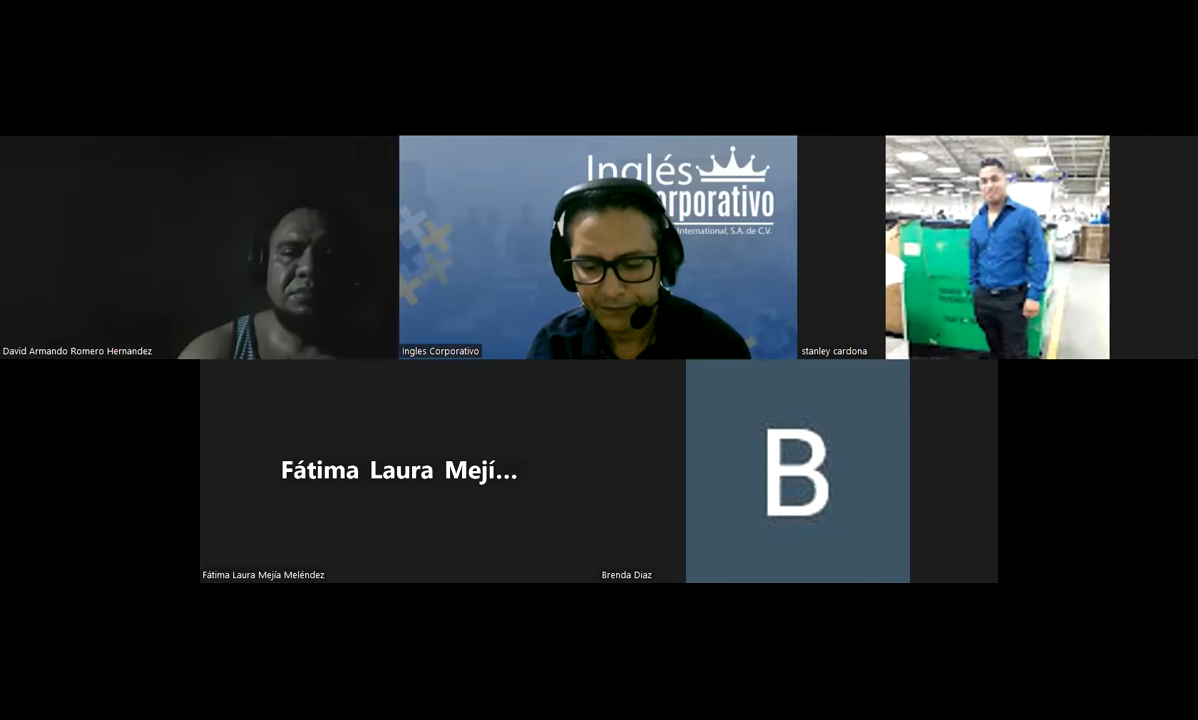 Inglés
orporativo
International, S.A. de C.V.
David Armando Romero Hernandez
Ingles Corporativo
stanley cardona
Fátima Laura Mejí...
B
Fátima Laura Mejía Meléndez
Brenda Diaz